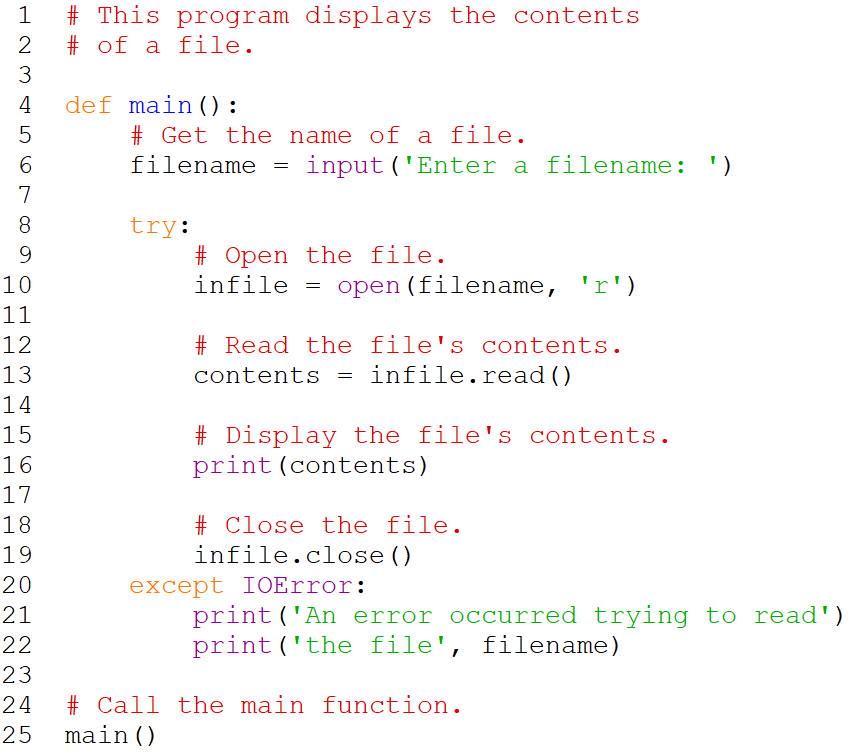 1 # This program displays the contents
2 # of a file.
3
4 def main():
5     # Get the name of a file.
6     filename = input('Enter a filename: ')
7
8     try:
9         # Open the file.
10         infile = open(filename, 'r')
11
12         # Read the file's contents.
13         contents = infile.read()
14
15         # Display the file's contents.
16         print(contents)
17
18         # Close the file.
19         infile.close()
20     except IOError:
21         print('An error occurred trying to read')
22         print('the file', filename)
23
24 # Call the main function.
25 main()